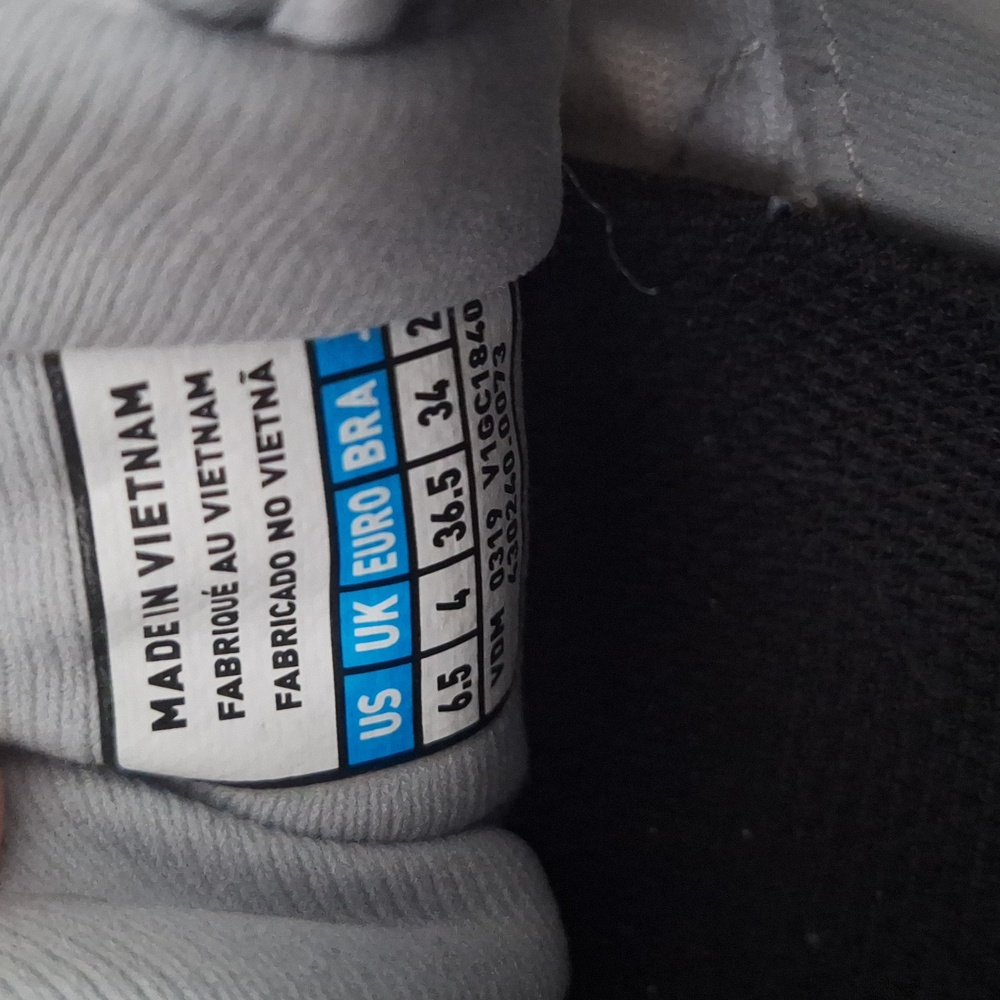 MADE IN VIETNAM
FABRIQUÉ AU VIETNAM
FABRICADO NO VIETNÃ
US UK EURO BRA
6.5 4 36.5 34 2
VDM 0319 V1GC1840
430240.0073